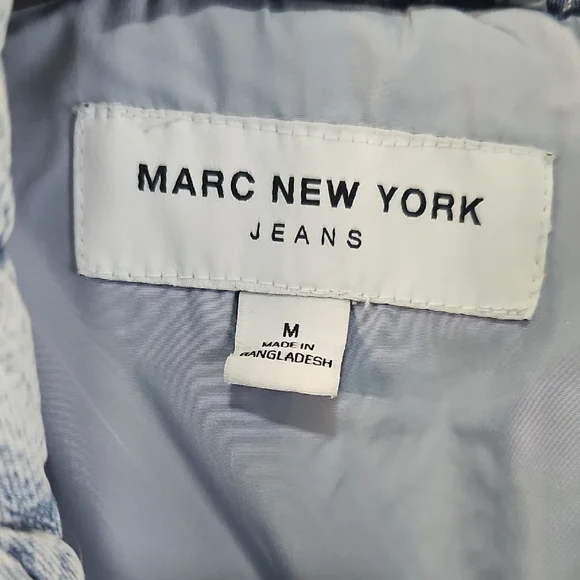 MARC NEW YORK
JEANS
M
MADE IN
BANGLADESH